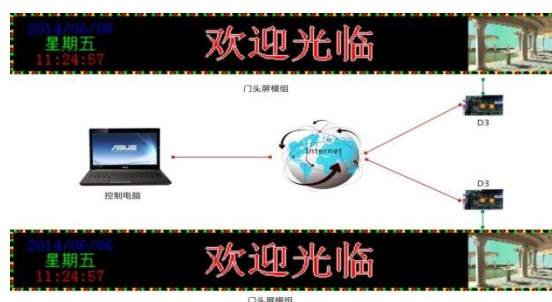 2014/06/06
星期五
11:24:57
欢迎光临
门头屏模组
D3
ASUS
Internet
控制电脑
D3
2014/06/06
星期五
11:24:57
欢迎光临
门头屏模组